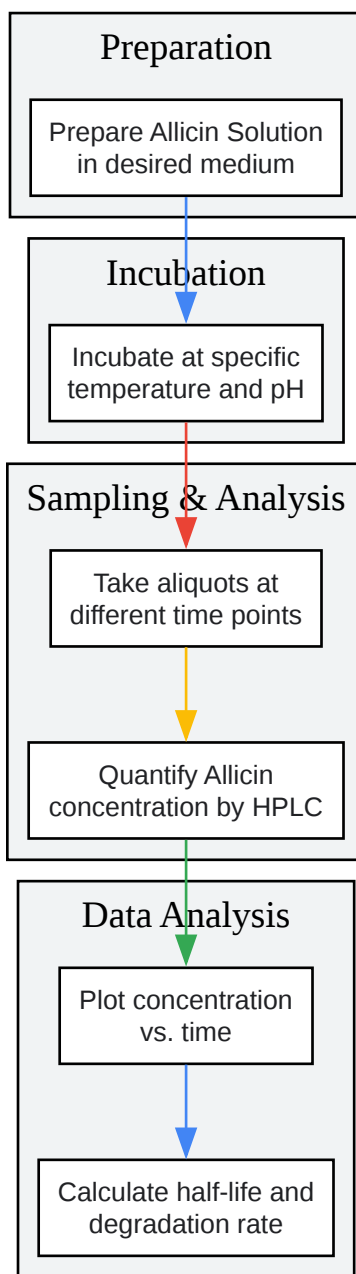 Preparation
Prepare Allicin Solution
in desired medium
Incubation
Incubate at specific
temperature and pH
Sampling & Analysis
Take aliquots at
different time points
Quantify Allicin
concentration by HPLC
Data Analysis
Plot concentration
vs. time
Calculate half-life and
degradation rate